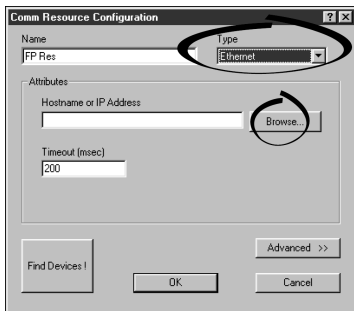 Comm Resource Configuration
Name
Type
FP Res
Ethernet
Attributes
Hostname or IP Address
Browse...
Timeout (msec)
200
Find Devices !
Advanced >>
OK
Cancel